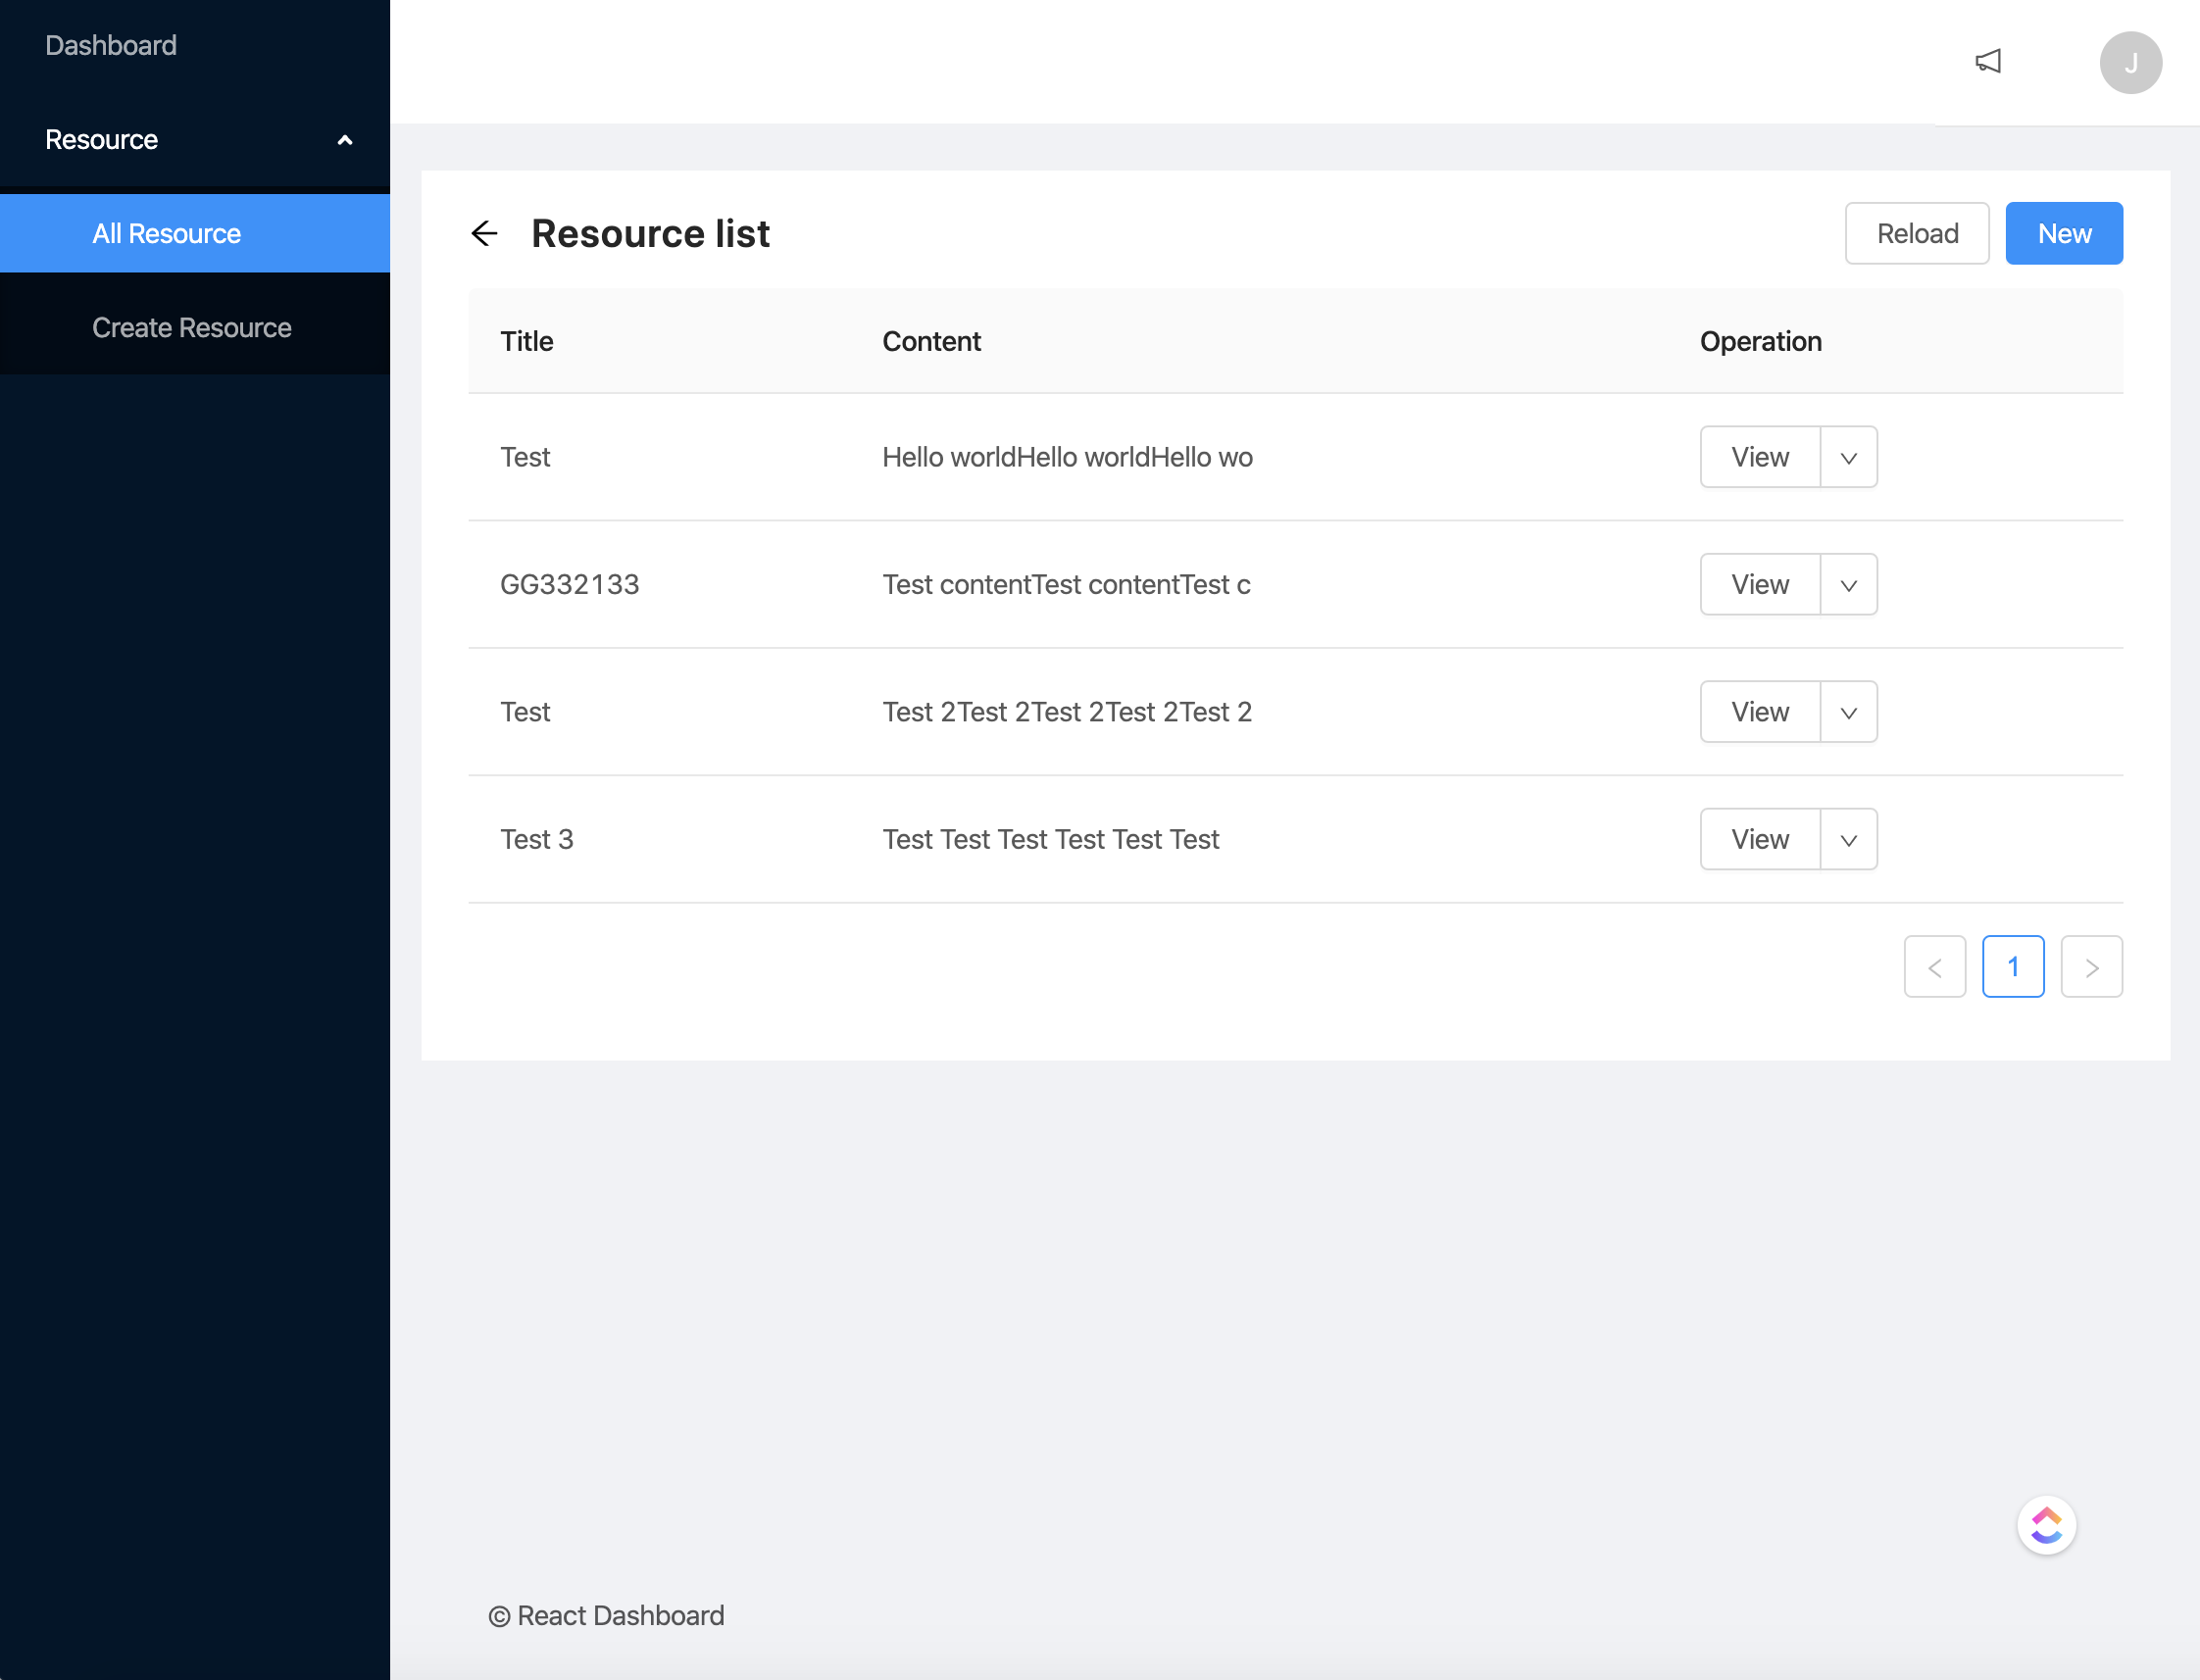 Dashboard
Resource
All Resource
Create Resource
J
Resource list
Reload New
Title Content Operation
Test Hello worldHello worldHello wo View
GG332133 Test contentTest contentTest c View
Test Test 2Test 2Test 2Test 2Test 2 View
Test 3 Test Test Test Test Test Test View
1
© React Dashboard